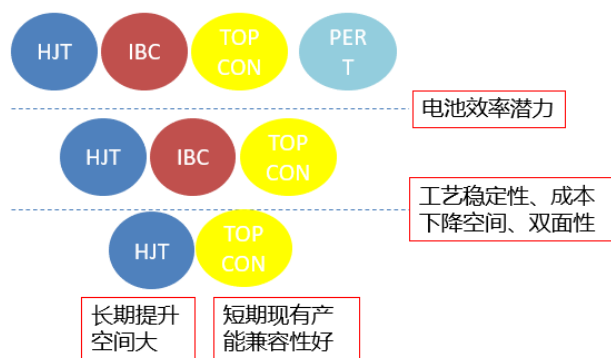 HJT
IBC
TOP
CON
PER
T
电池效率潜力
HJT
IBC
TOP
CON
工艺稳定性、成本
下降空间、双面性
HJT
TOP
CON
长期提升
空间大
短期现有产
能兼容性好